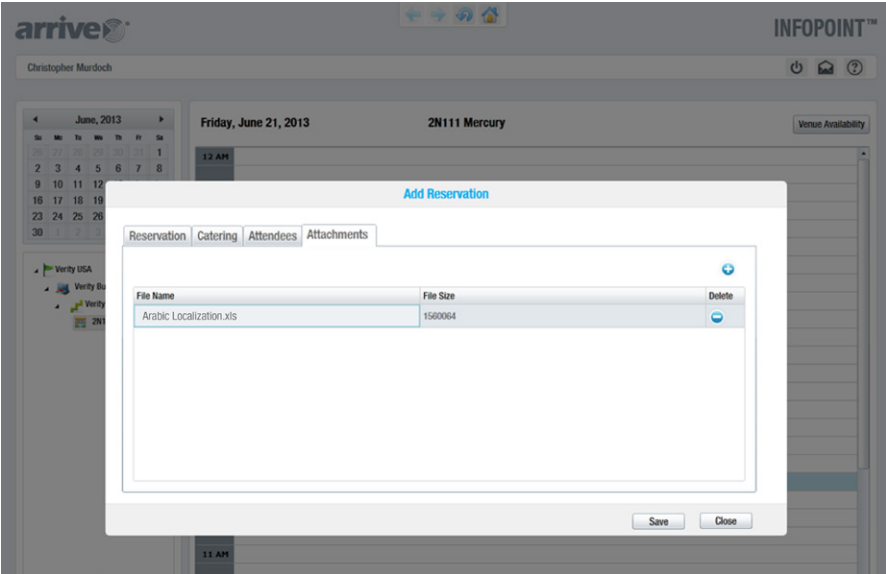 arrive
INFOPOINT™
Christopher Murdoch
June, 2013
Su Mo Tu We Th Fr Sa
26 27 28 29 30 31 1
2 3 4 5 6 7 8
9 10 11 12
16 17 18 19
23 24 25 26
30 1 2 3
Friday, June 21, 2013
2N111 Mercury
Venue Availability
12 AM
Add Reservation
Reservation
Catering
Attendees
Attachments
File Name File Size Delete
Arabic Localization.xls 1560064
Save
Close
Verity USA
Verity Bu
Verity
2N1
11 AM